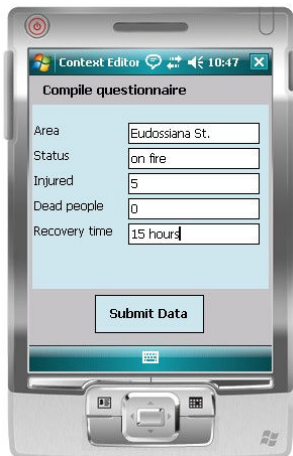 Context Editor 10:47
Compile questionnaire
Area Eudossiana St.
Status on fire
Injured 5
Dead people 0
Recovery time 15 hours
Submit Data